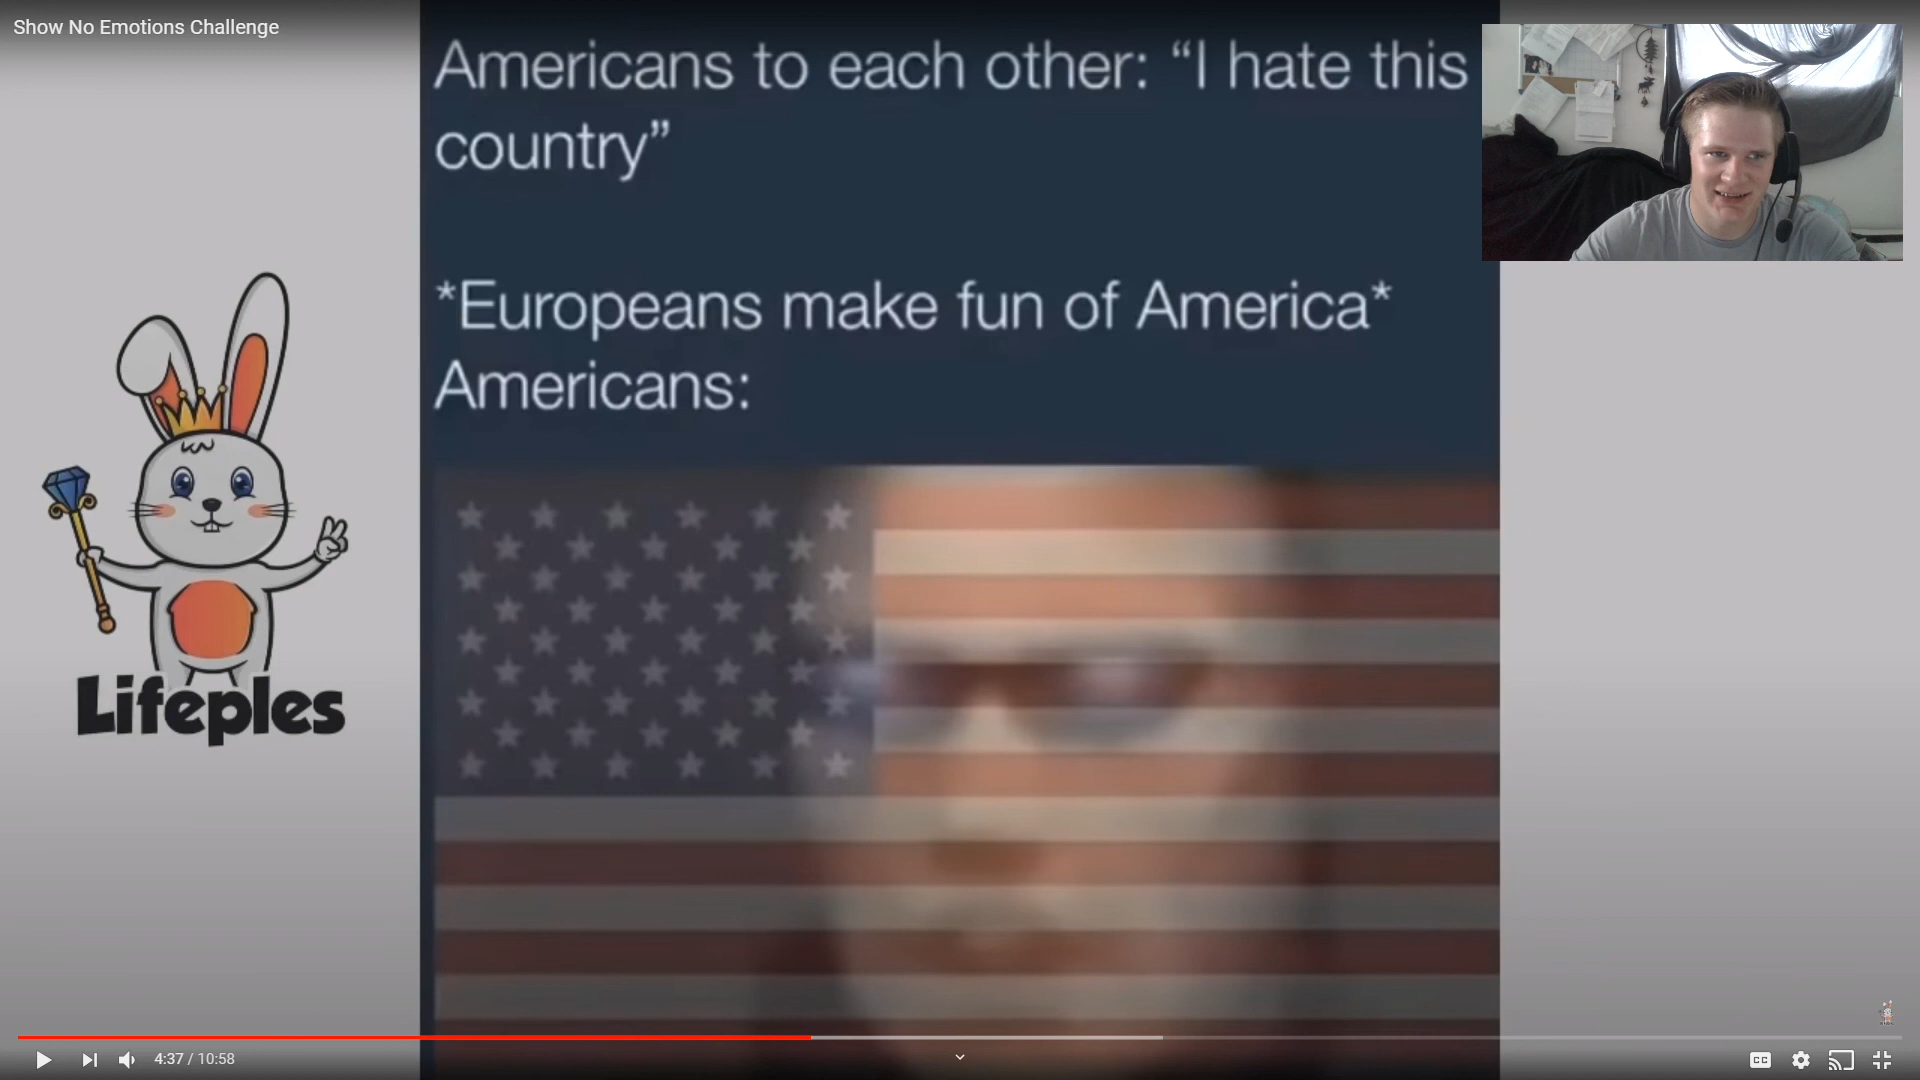 Show No Emotions Challenge
Americans to each other: “I hate this
country”
*Europeans make fun of America*
Americans:
Lifeples
4:37 / 10:58
CC